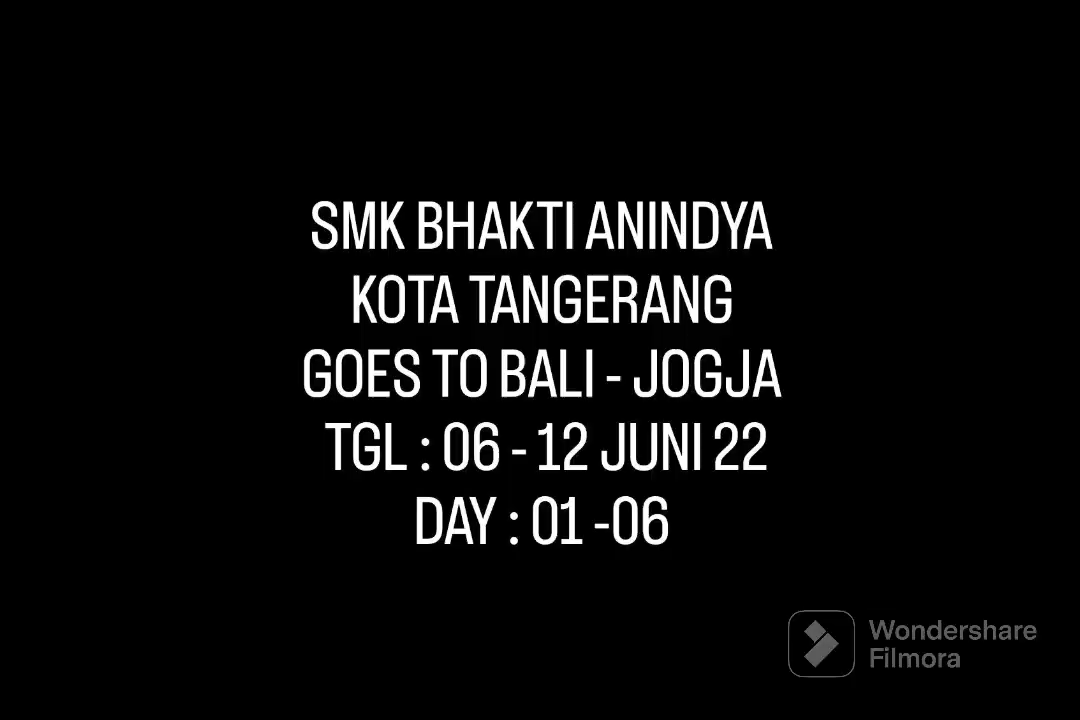 SMK BHAKTI ANINDYA
KOTA TANGERANG
GOES TO BALI - JOGJA
TGL : 06 - 12 JUNI 22
DAY : 01 -06
Wondershare
Filmora